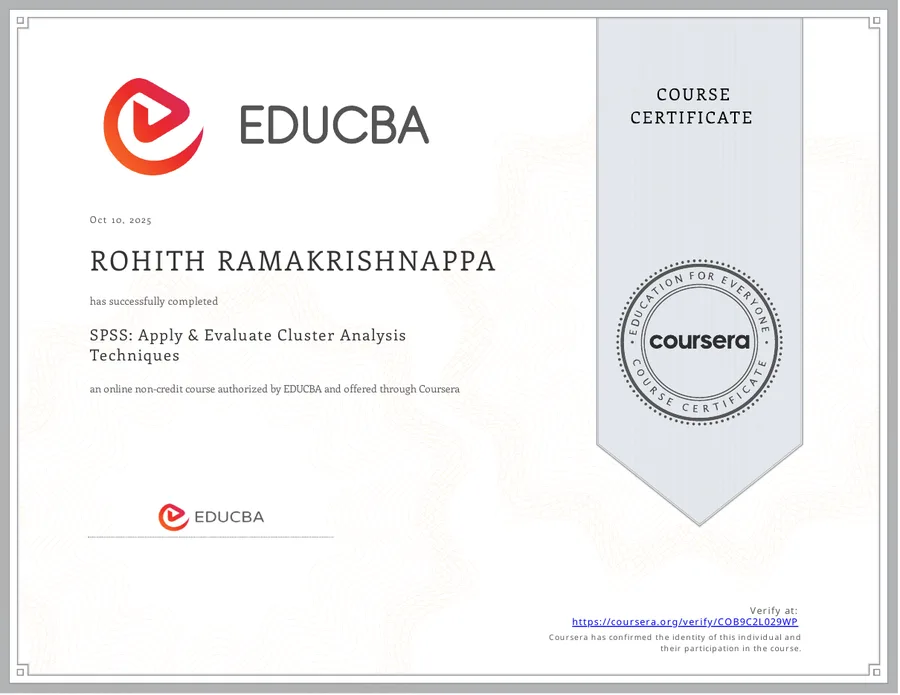 EDUCBA
COURSE
CERTIFICATE
Oct 10, 2025
ROHITH RAMAKRISHNAPPA
has successfully completed
SPSS: Apply & Evaluate Cluster Analysis
Techniques
an online non-credit course authorized by EDUCBA and offered through Coursera
EDUCATION FOR EVERYONE
coursera
COURSE CERTIFICATE
EDUCBA
Verify at:
https://coursera.org/verify/COB9C2L029WP
Coursera has confirmed the identity of this individual and
their participation in the course.